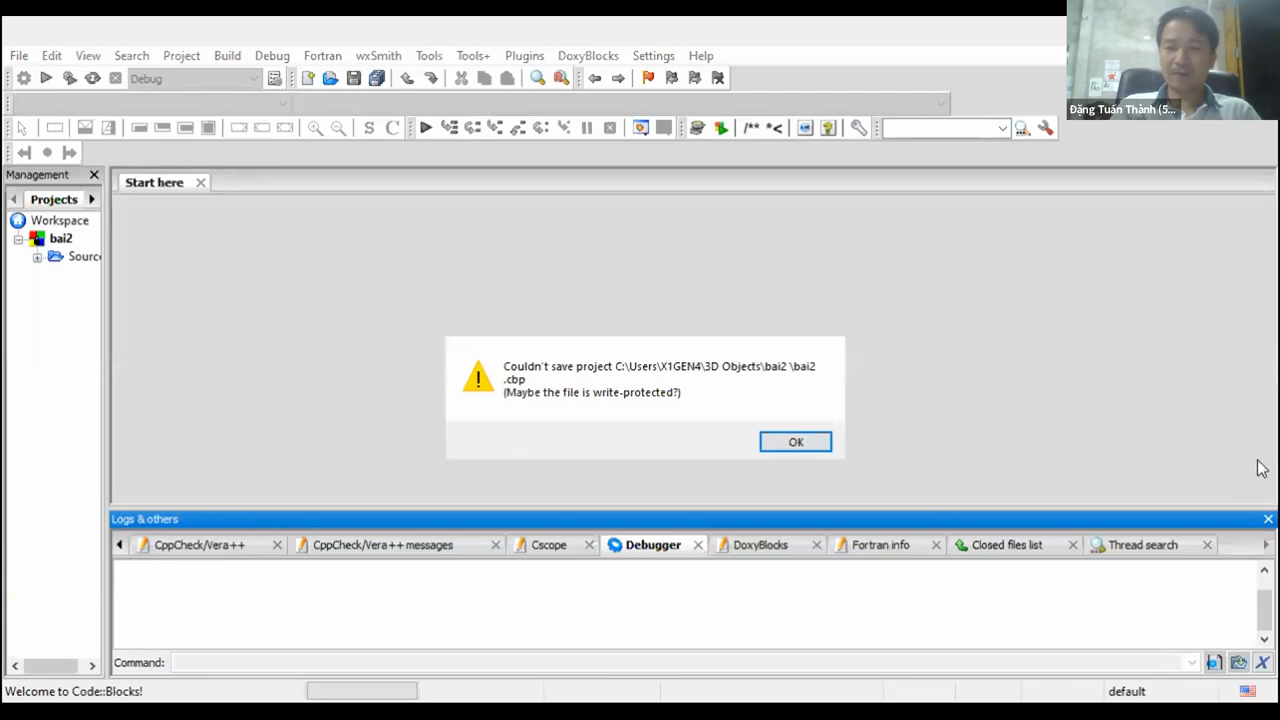 File Edit View Search Project Build Debug Fortran wxSmith Tools Tools+ Plugins DoxyBlocks Settings Help
Debug
S C
/** *<
Đặng Tuấn Thành (5...
Management
Projects
Start here
Workspace
bai2
Sourc
Couldn't save project C:\Users\X1GEN4\3D Objects\bai2 \bai2
.cbp
(Maybe the file is write-protected?)
OK
Logs & others
CppCheck/Vera++ CppCheck/Vera++ messages Cscope Debugger DoxyBlocks Fortran info Closed files list Thread search
Command:
Welcome to Code::Blocks! default